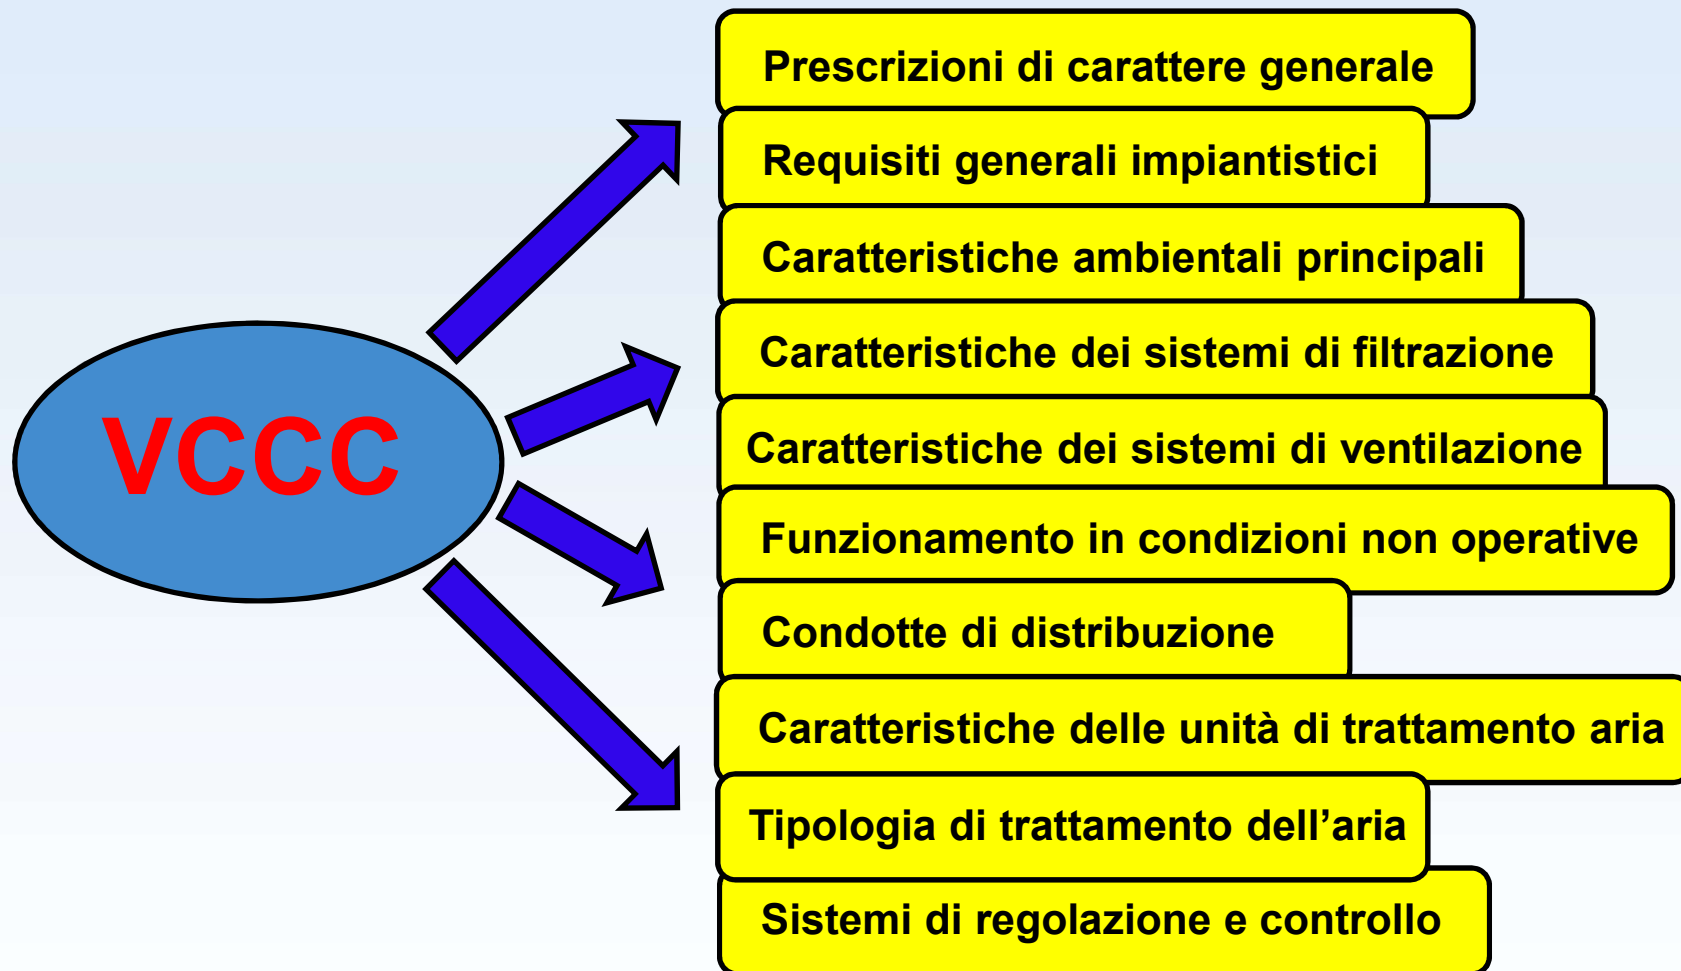 Prescrizioni di carattere generale
Requisiti generali impiantistici
Caratteristiche ambientali principali
Caratteristiche dei sistemi di filtrazione
VCCC
Caratteristiche dei sistemi di ventilazione
Funzionamento in condizioni non operative
Condotte di distribuzione
Caratteristiche delle unità di trattamento aria
Tipologia di trattamento dell’aria
Sistemi di regolazione e controllo